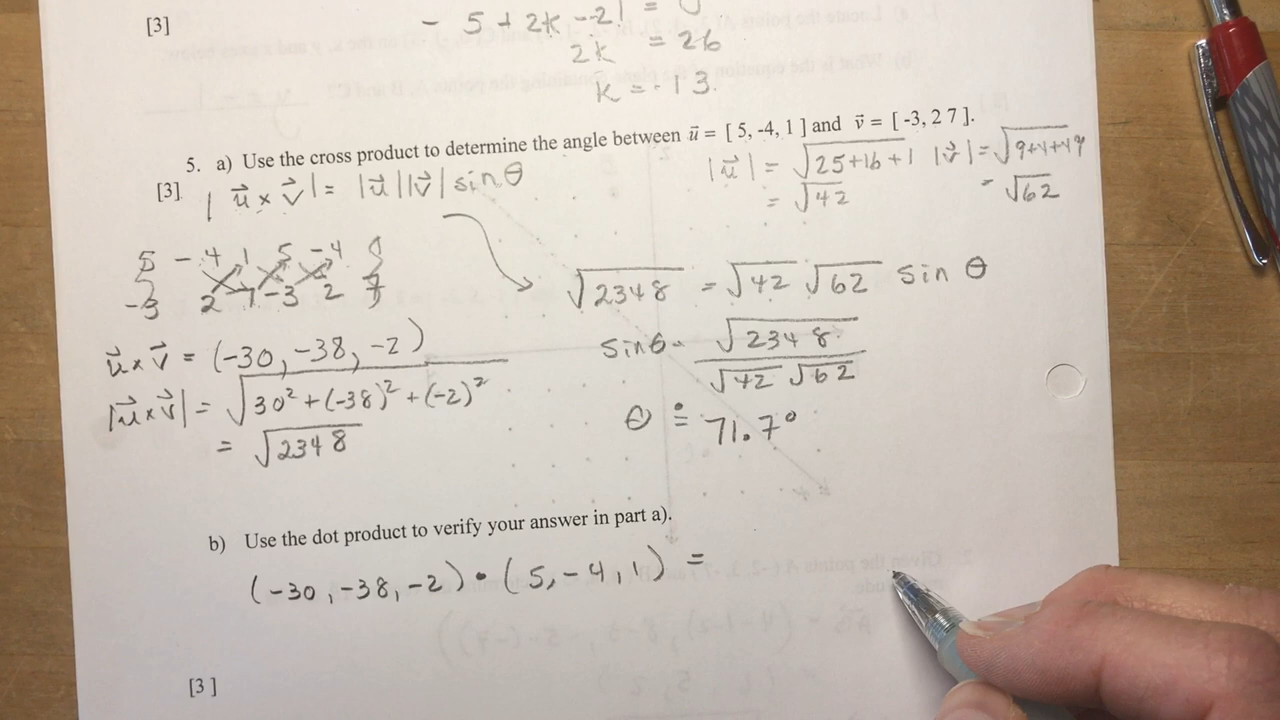 [3]
- 5 + 2k - 21 = 0
2k = 26
k = 13.
5. a) Use the cross product to determine the angle between u⃗ = [ 5, -4, 1 ] and v⃗ = [ -3, 2 7 ].
[3]
|u⃗ × v⃗| = |u⃗||v⃗| sin θ
|u⃗| = √25+16+1 |v⃗| = √9+4+49
= √42 = √62
5 -4 1 5 -4 1
-3 2 7 -3 2 7
√2348 = √42 √62 sin θ
u⃗ × v⃗ = (-30, -38, -2)
sin θ = √2348 / √42 √62
|u⃗ × v⃗| = √30² + (-38)² + (-2)²
θ ≐ 71.7°
= √2348
b) Use the dot product to verify your answer in part a).
(-30, -38, -2) • (5, -4, 1) =
[3 ]